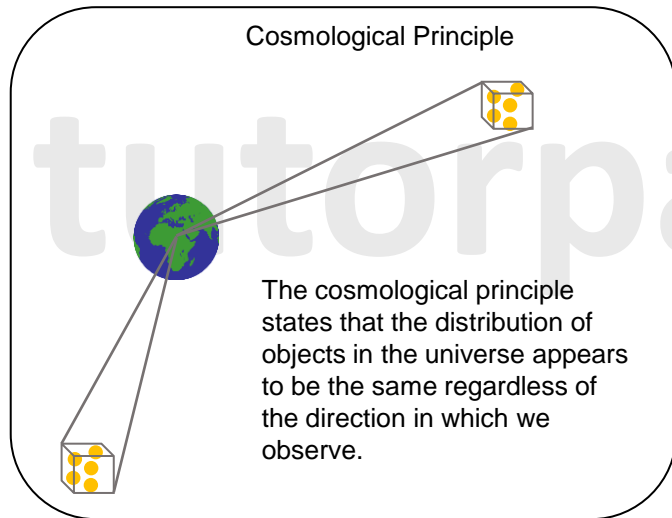 Cosmological Principle
tutorpa
The cosmological principle
states that the distribution of
objects in the universe appears
to be the same regardless of
the direction in which we
observe.